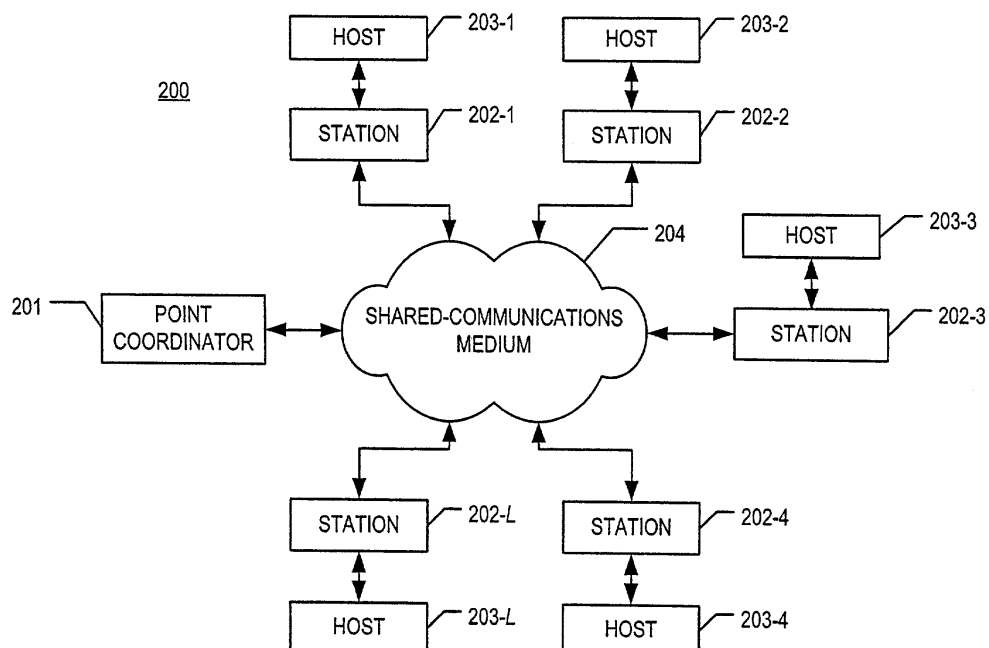 HOST 203-1
HOST 203-2
200
STATION 202-1
STATION 202-2
204
HOST 203-3
201
POINT
COORDINATOR
SHARED-COMMUNICATIONS
MEDIUM
STATION 202-3
STATION 202-L
STATION 202-4
HOST 203-L
HOST 203-4